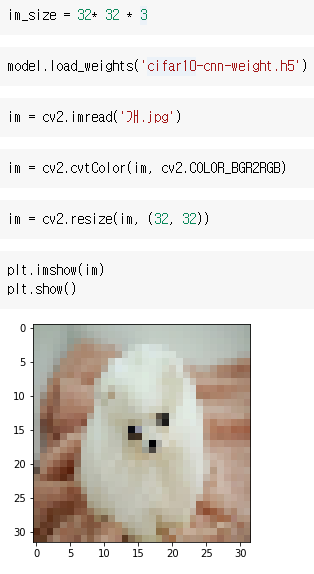 im_size = 32* 32 * 3
model.load_weights('cifar10-cnn-weight.h5')
im = cv2.imread('개.jpg')
im = cv2.cvtColor(im, cv2.COLOR_BGR2RGB)
im = cv2.resize(im, (32, 32))
plt.imshow(im)
plt.show()
0
5
10
15
20
25
30
0 5 10 15 20 25 30